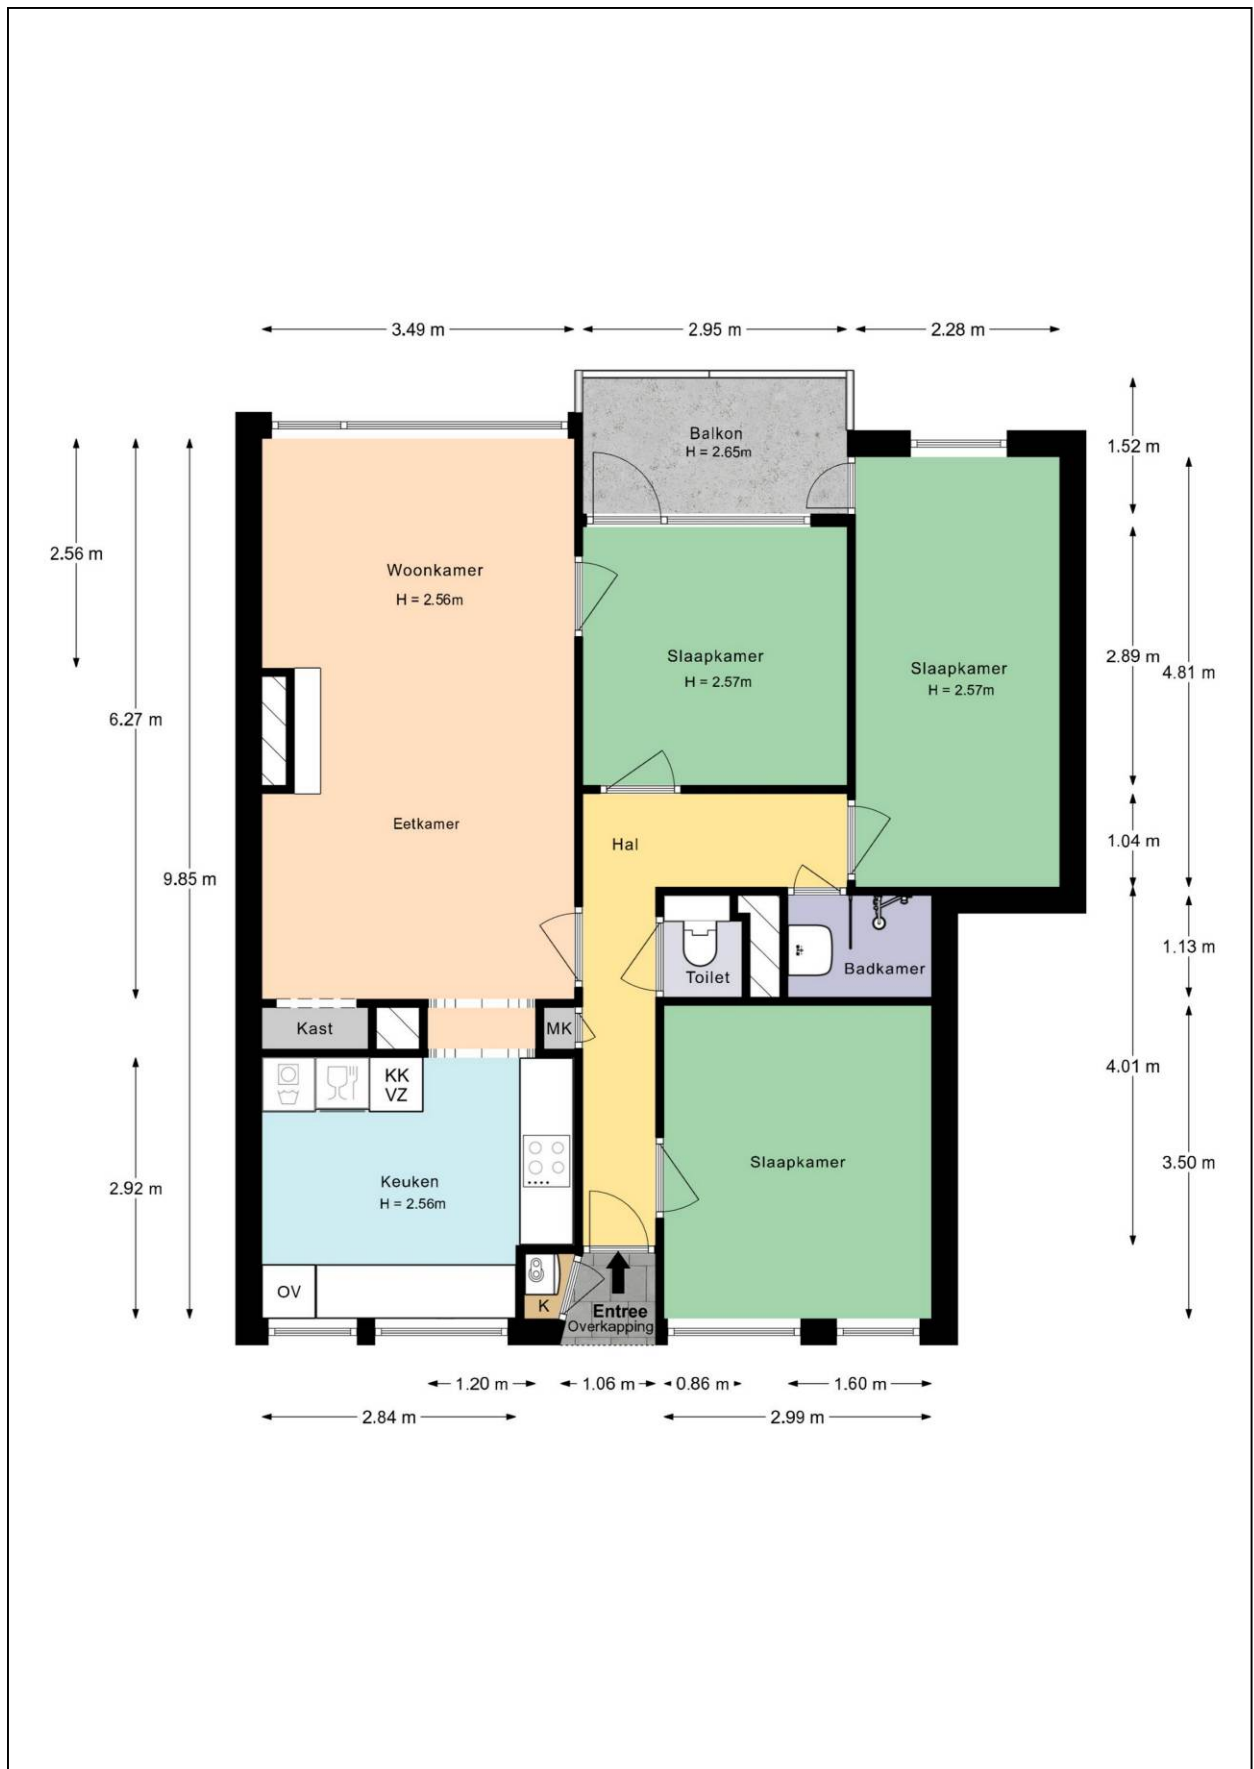 3.49 m
2.95 m
2.28 m
Balkon
H = 2.65m
1.52 m
2.56 m
Woonkamer
H = 2.56m
Slaapkamer
H = 2.57m
Slaapkamer
H = 2.57m
2.89 m
4.81 m
6.27 m
Eetkamer
Hal
1.04 m
9.85 m
Toilet
Badkamer
1.13 m
Kast
MK
KK
VZ
4.01 m
Keuken
H = 2.56m
Slaapkamer
2.92 m
3.50 m
OV
K
Entree
Overkapping
1.20 m
1.06 m
0.86 m
1.60 m
2.84 m
2.99 m